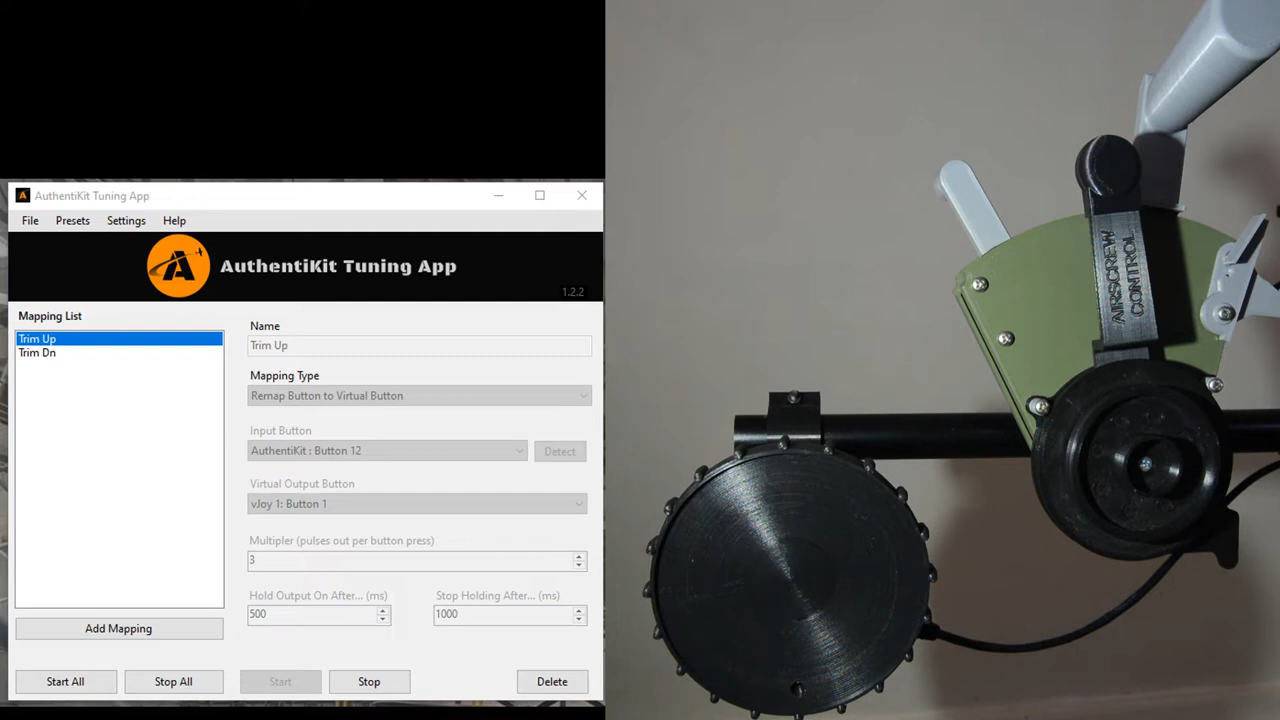 AuthentiKit Tuning App
File Presets Settings Help
AuthentiKit Tuning App
1.2.2
Mapping List
Trim Up
Trim Dn
Add Mapping
Start All
Stop All
Name
Trim Up
Mapping Type
Remap Button to Virtual Button
Input Button
AuthentiKit : Button 12
Detect
Virtual Output Button
vJoy 1: Button 1
Multipler (pulses out per button press)
3
Hold Output On After... (ms)
500
Stop Holding After... (ms)
1000
Start
Stop
Delete
AIRSCREW
CONTROL